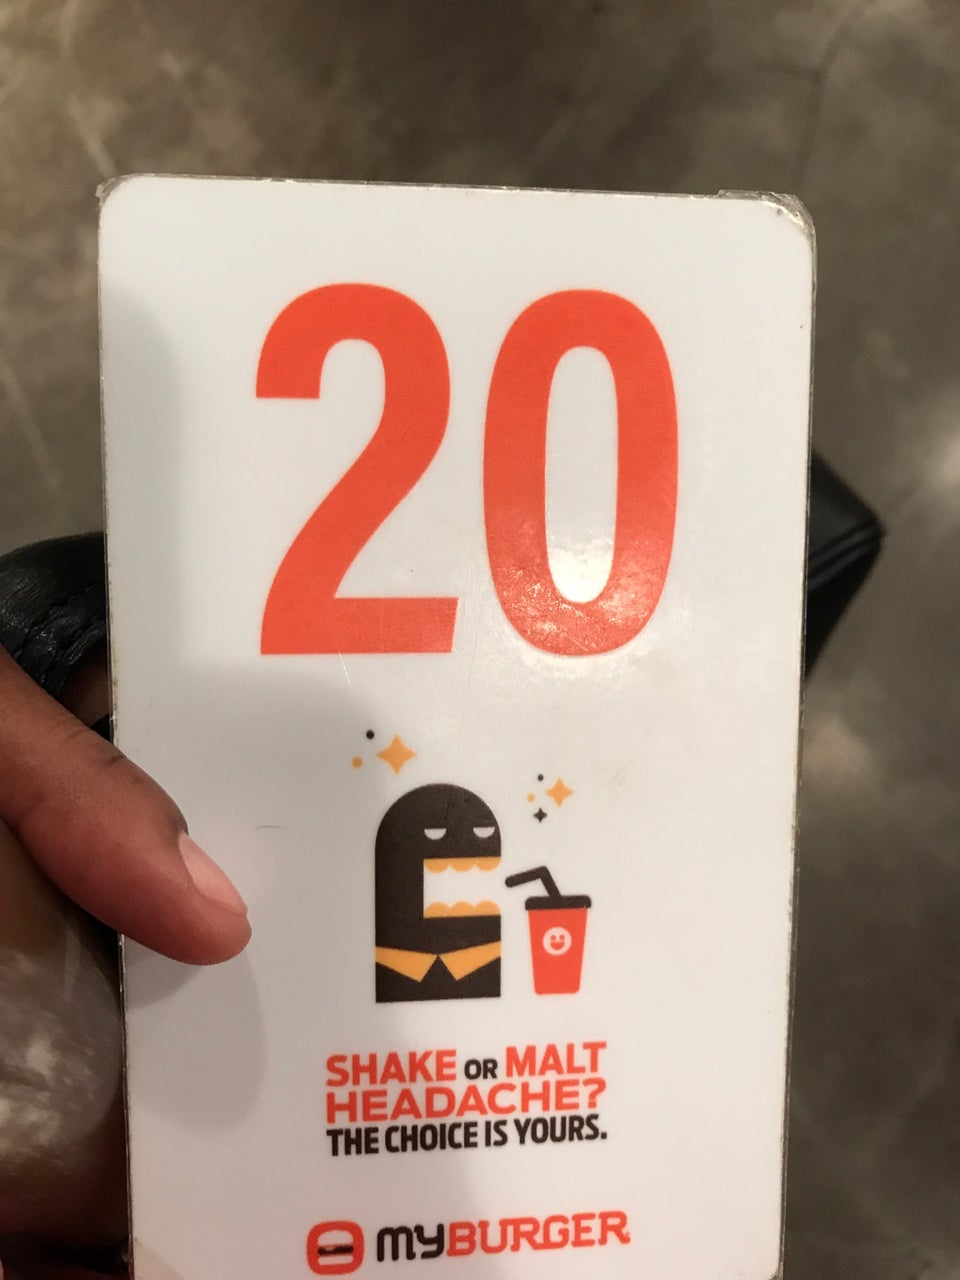 20
SHAKE OR MALT
HEADACHE?
THE CHOICE IS YOURS.
MYBURGER